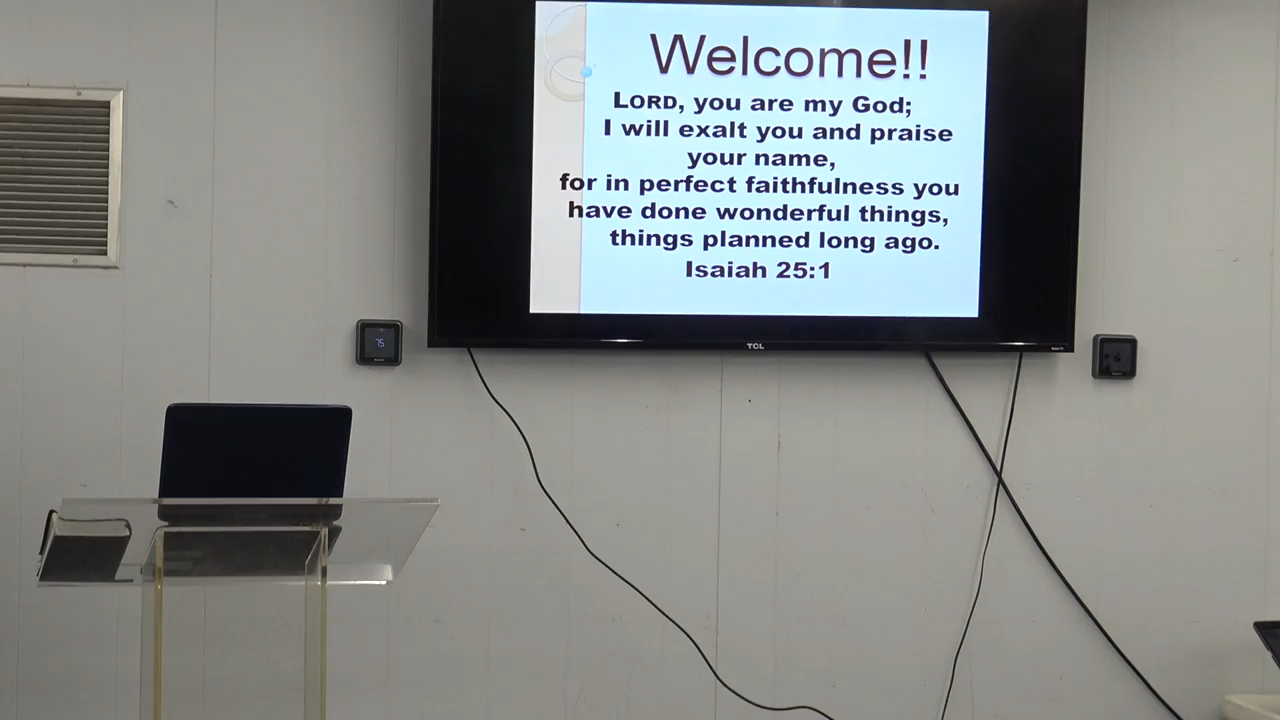 Welcome!!
LORD, you are my God;
I will exalt you and praise
your name,
for in perfect faithfulness you
have done wonderful things,
things planned long ago.
Isaiah 25:1
75
TCL